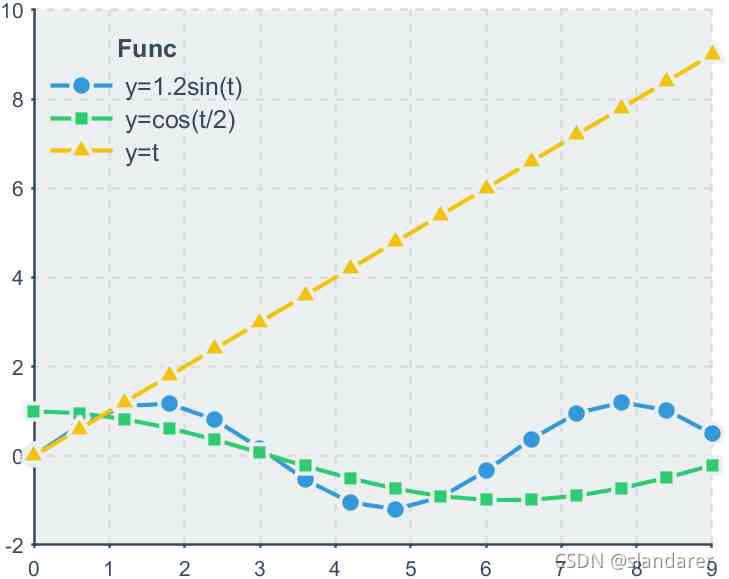 10
Func
y=1.2sin(t)
8
y=cos(t/2)
y=t
6
4
2
0
-2
0 1 2 3 4 5 6 7 8 9
CSDN @slandarer